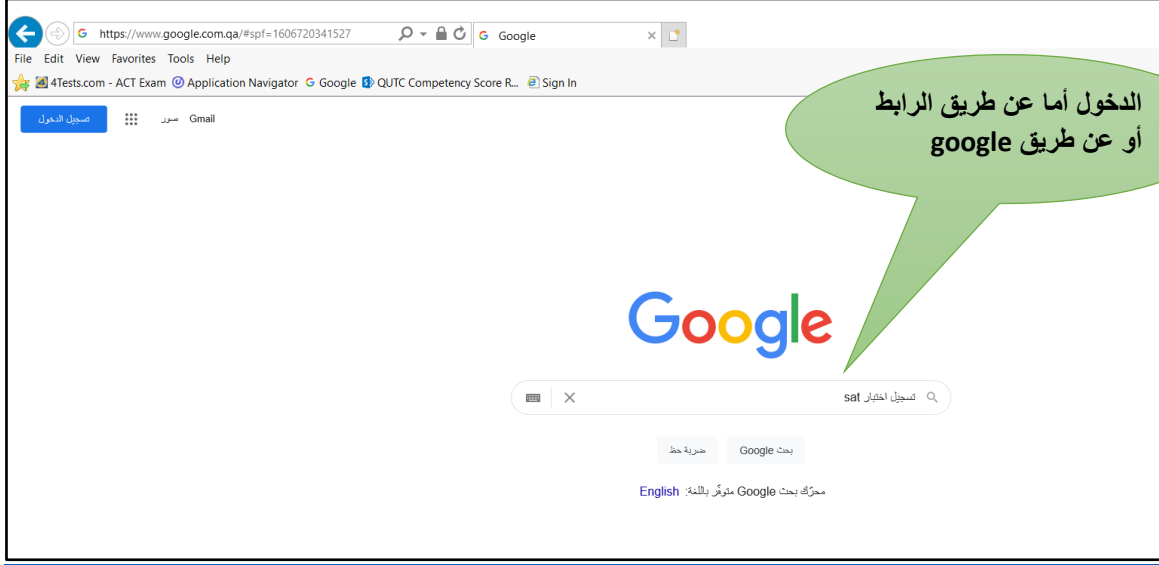 https://www.google.com.qa/#spf=1606720341527
Google
File Edit View Favorites Tools Help
4Tests.com - ACT Exam Application Navigator Google QUTC Competency Score R... Sign In
تسجيل الدخول صور Gmail
الدخول أما عن طريق الرابط
أو عن طريق google
Google
تسجيل اختبار sat
بحث Google ضربة حظ
محرّك بحث Google متوفّر باللغة: English